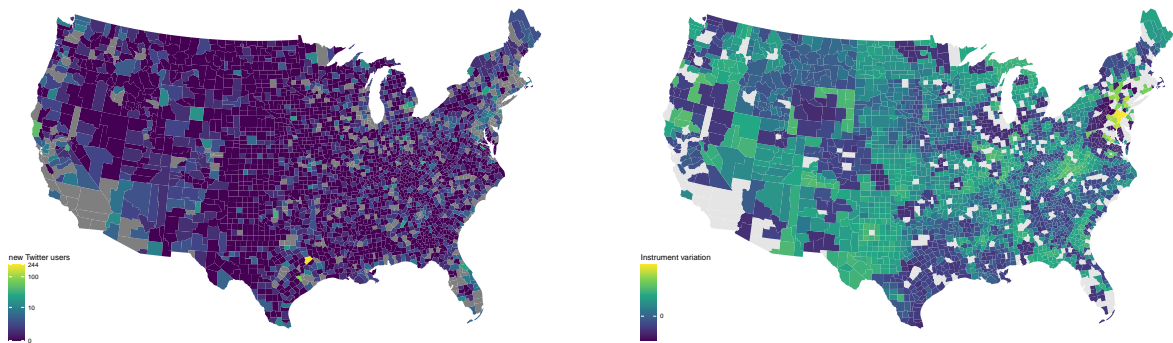 new Twitter users
244
100
10
0
Instrument variation
0